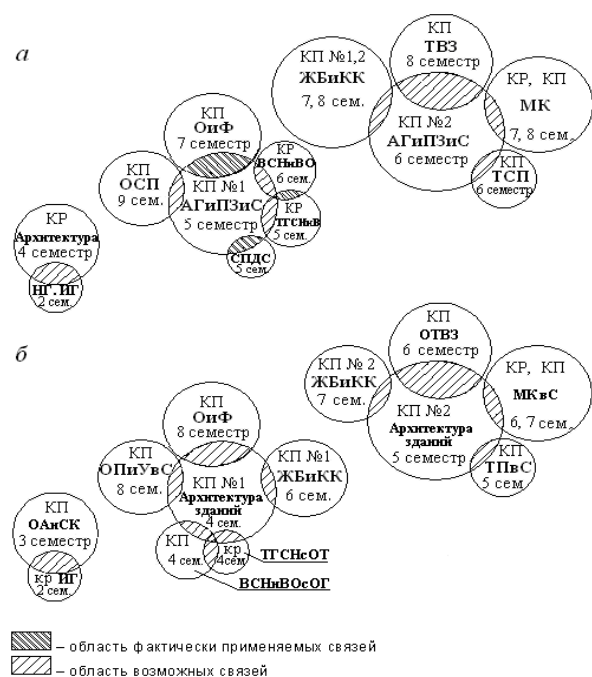 а
КП
ТВЗ
8 семестр
КП №1,2
ЖБиКК
7, 8 сем.
КР, КП
МК
7, 8 сем.
КП №2
АГиПЗиС
6 семестр
КП
ТСП
6 семестр
КП
ОиФ
7 семестр
КР
ВСНиВО
6 сем.
КП
ОСП
9 сем.
КП №1
АГиПЗиС
5 семестр
КР
ТГСНиВ
5 сем.
СПДС
5 сем.
КР
Архитектура
4 семестр
НГ.ИГ
2 сем.
б
КП
ОТВЗ
6 семестр
КП № 2
ЖБиКК
7 сем.
КР, КП
МКвС
6, 7 сем.
КП №2
Архитектура
зданий
5 семестр
КП
ТПвС
5 сем
КП
ОиФ
8 семестр
КП
ОПиУвС
8 сем.
КП №1
ЖБиКК
6 сем.
КП №1
Архитектура
зданий
4 сем.
КП
4 сем.
кр
4сем
ТГСНсОТ
ВСНиВОсОГ
КП
ОАиСК
3 семестр
кр ИГ
2 сем.
– область фактически применяемых связей
– область возможных связей